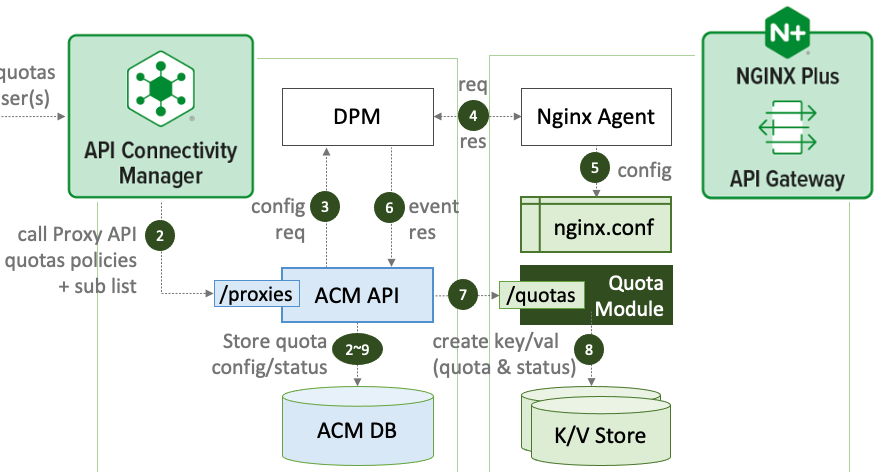 quotas
ser(s)
API Connectivity
Manager
N+
NGINX Plus
API Gateway
DPM
req
4
res
Nginx Agent
5
config
config
req
3
6
event
res
nginx.conf
call Proxy API
quotas policies
+ sub list
2
/proxies
ACM API
7
/quotas
Quota
Module
Store quota
config/status
2~9
create key/val
(quota & status)
8
ACM DB
K/V Store